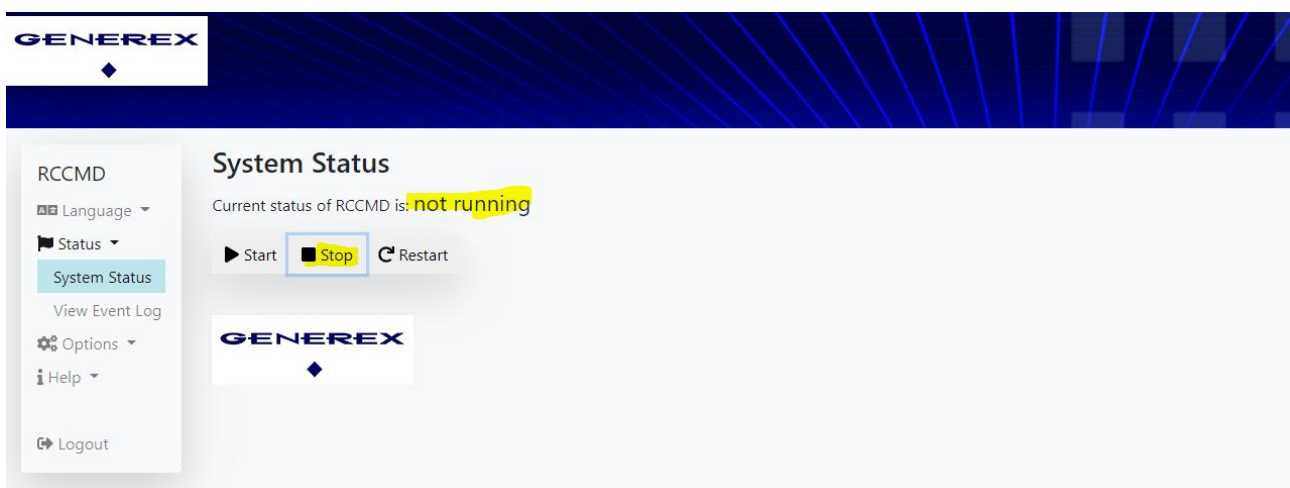 GENEREX
RCCMD
Language
Status
System Status
View Event Log
Options
Help
Logout
System Status
Current status of RCCMD is: not running
Start Stop Restart
GENEREX